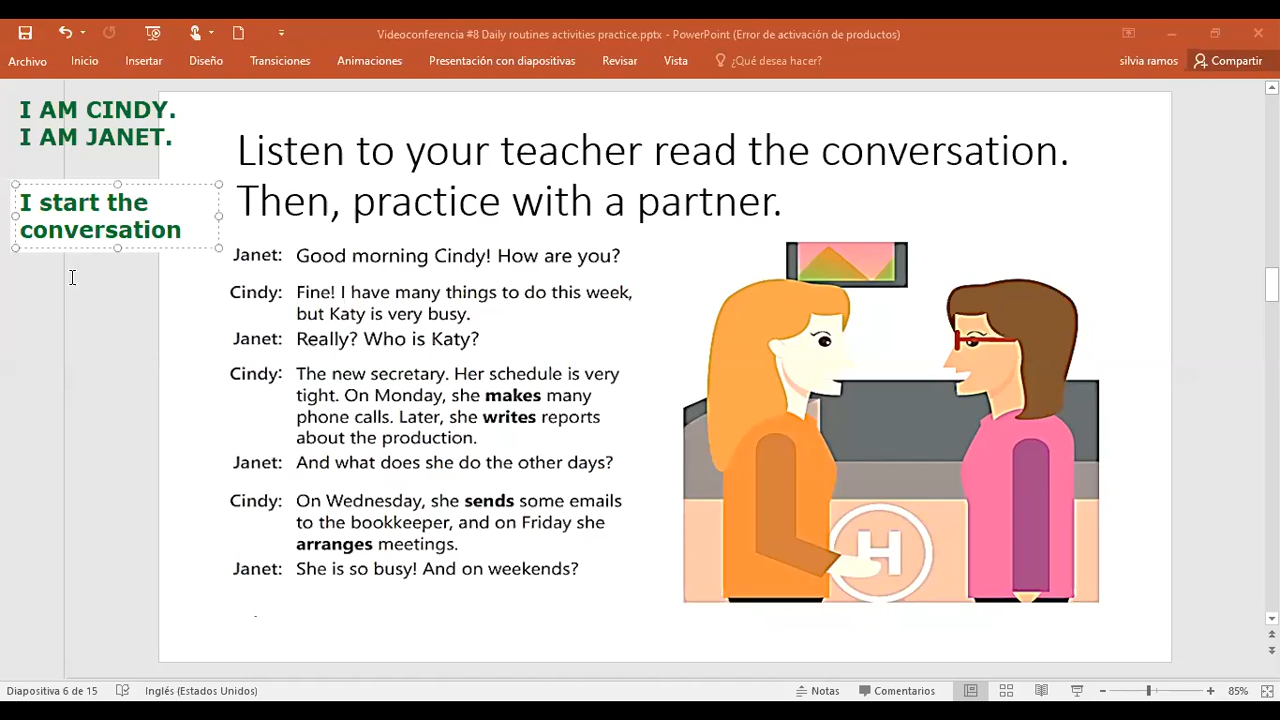 Videoconferencia #8 Daily routines activities practice.pptx - PowerPoint (Error de activación de productos)
Archivo Inicio Insertar Diseño Transiciones Animaciones Presentación con diapositivas Revisar Vista ¿Qué desea hacer? silvia ramos Compartir
I AM CINDY.
I AM JANET.
I start the
conversation
Listen to your teacher read the conversation.
Then, practice with a partner.
Janet: Good morning Cindy! How are you?
Cindy: Fine! I have many things to do this week,
but Katy is very busy.
Janet: Really? Who is Katy?
Cindy: The new secretary. Her schedule is very
tight. On Monday, she makes many
phone calls. Later, she writes reports
about the production.
Janet: And what does she do the other days?
Cindy: On Wednesday, she sends some emails
to the bookkeeper, and on Friday she
arranges meetings.
Janet: She is so busy! And on weekends?
H
Diapositiva 6 de 15 Inglés (Estados Unidos) Notas Comentarios 85%